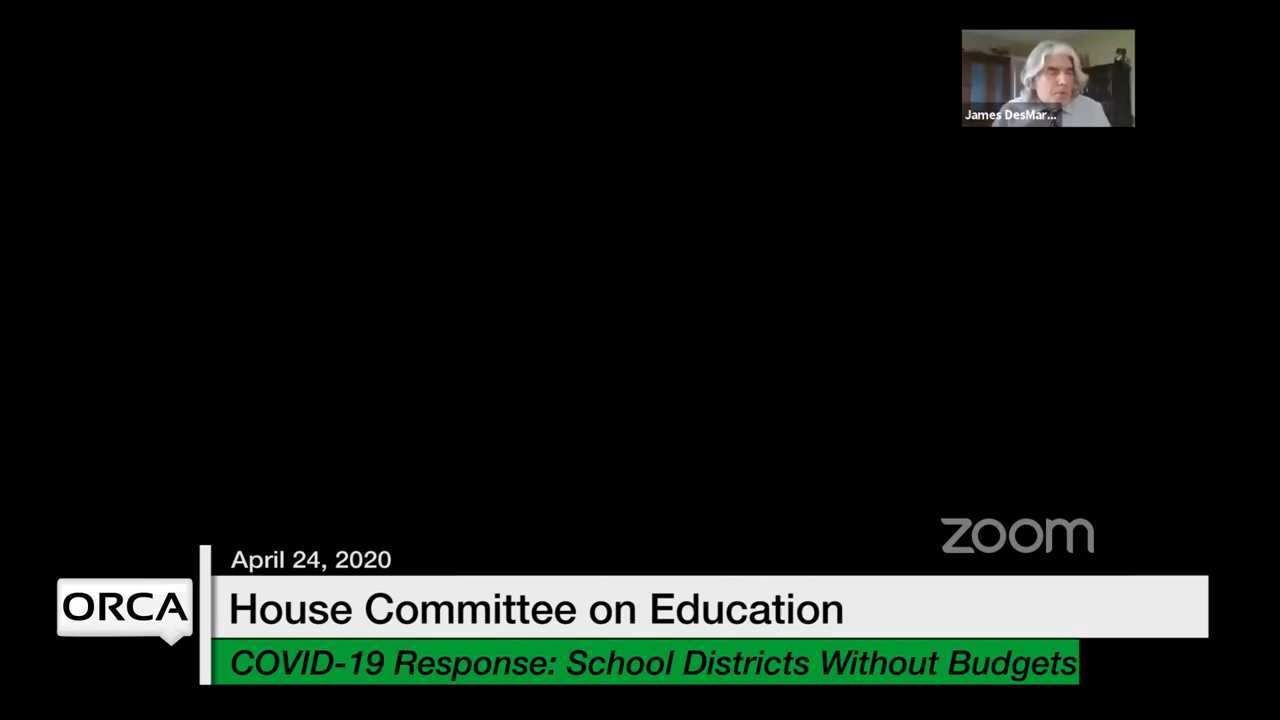 James DesMar...
zoom
April 24, 2020
ORCA
House Committee on Education
COVID-19 Response: School Districts Without Budgets